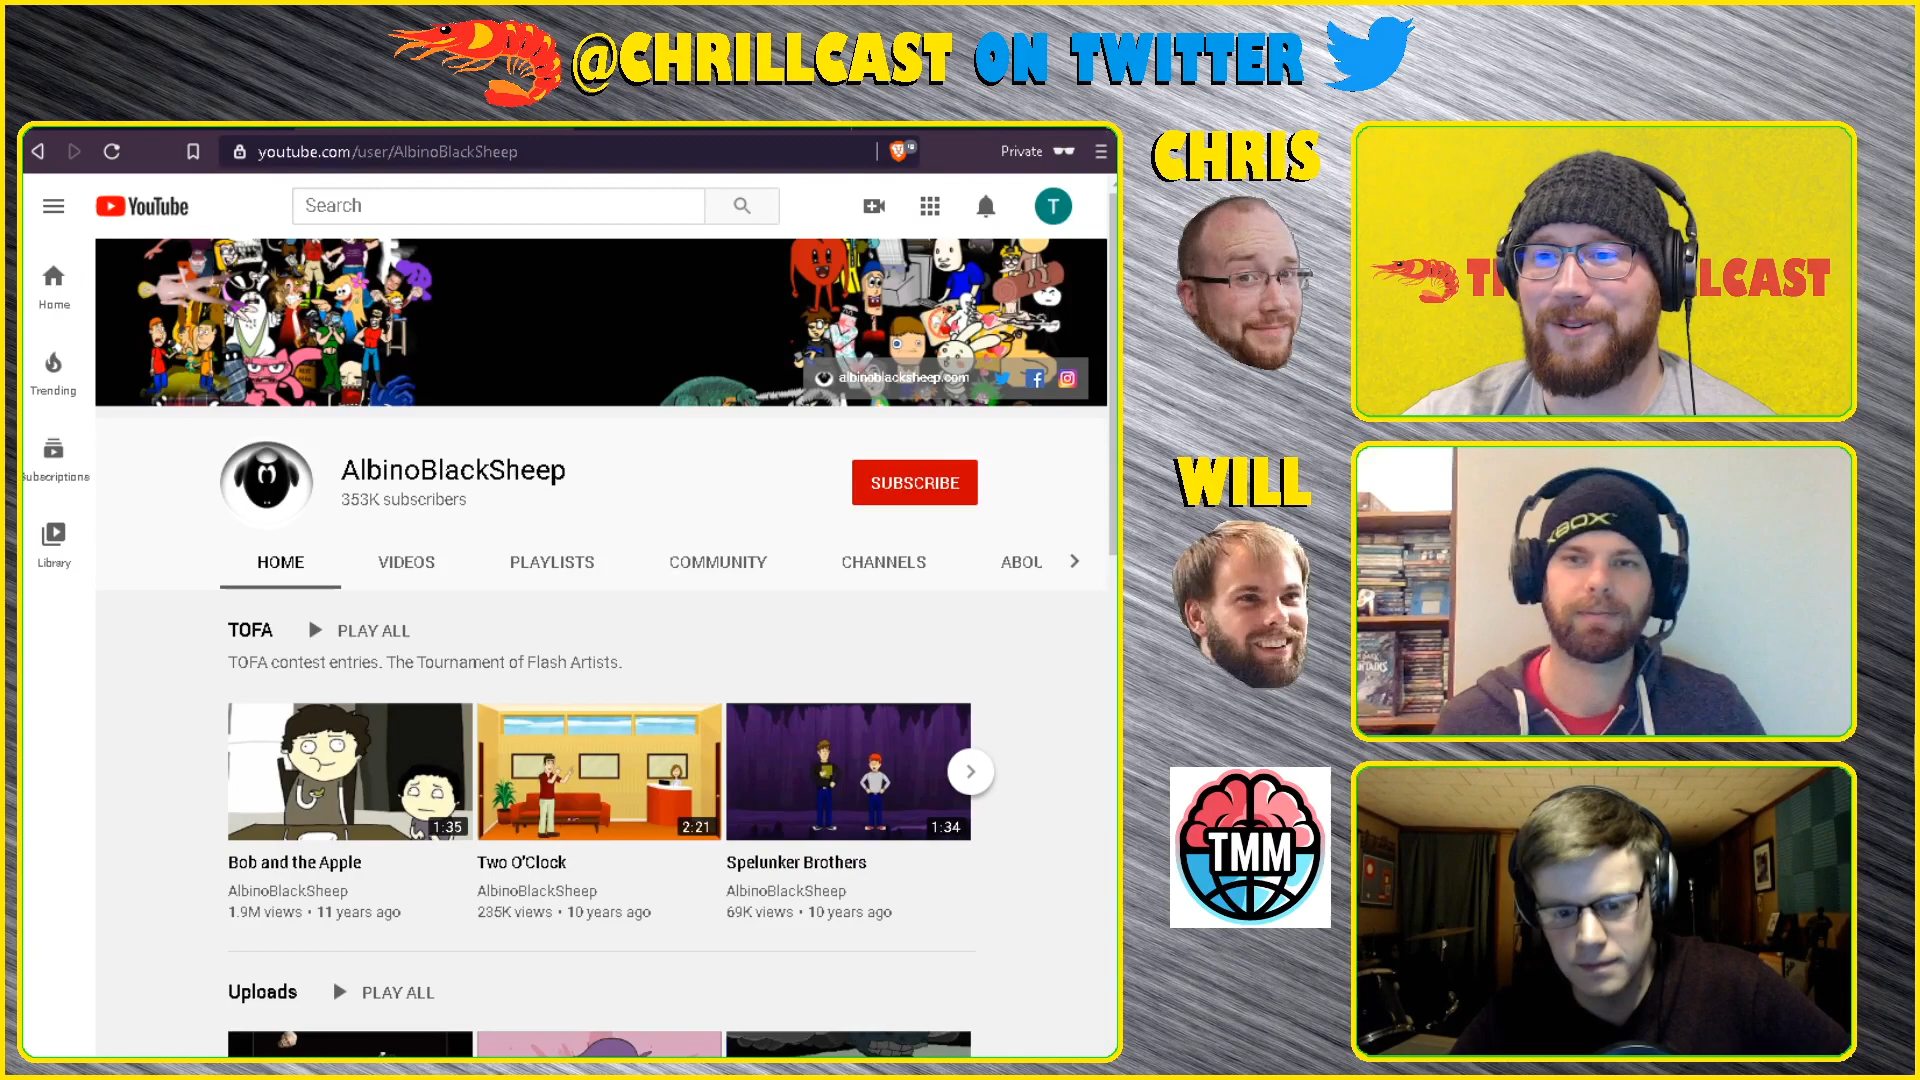 @CHRILLCAST ON TWITTER
youtube.com/user/AlbinoBlackSheep
Private
YouTube
Search
T
Home
Trending
Subscriptions
Library
albinoblacksheep.com
AlbinoBlackSheep
353K subscribers
SUBSCRIBE
HOME VIDEOS PLAYLISTS COMMUNITY CHANNELS ABOU
TOFA PLAY ALL
TOFA contest entries. The Tournament of Flash Artists.
1:35
2:21
1:34
Bob and the Apple
AlbinoBlackSheep
1.9M views • 11 years ago
Two O'Clock
AlbinoBlackSheep
235K views • 10 years ago
Spelunker Brothers
AlbinoBlackSheep
69K views • 10 years ago
Uploads PLAY ALL
CHRIS
LCAST
WILL
XBOX
TMM